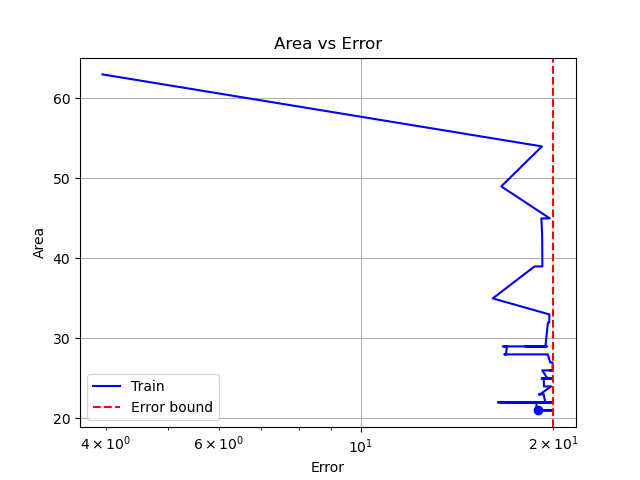 Area vs Error
Area
60
50
40
30
20
Train
Error bound
4 × 10⁰
6 × 10⁰
10¹
2 × 10¹
Error